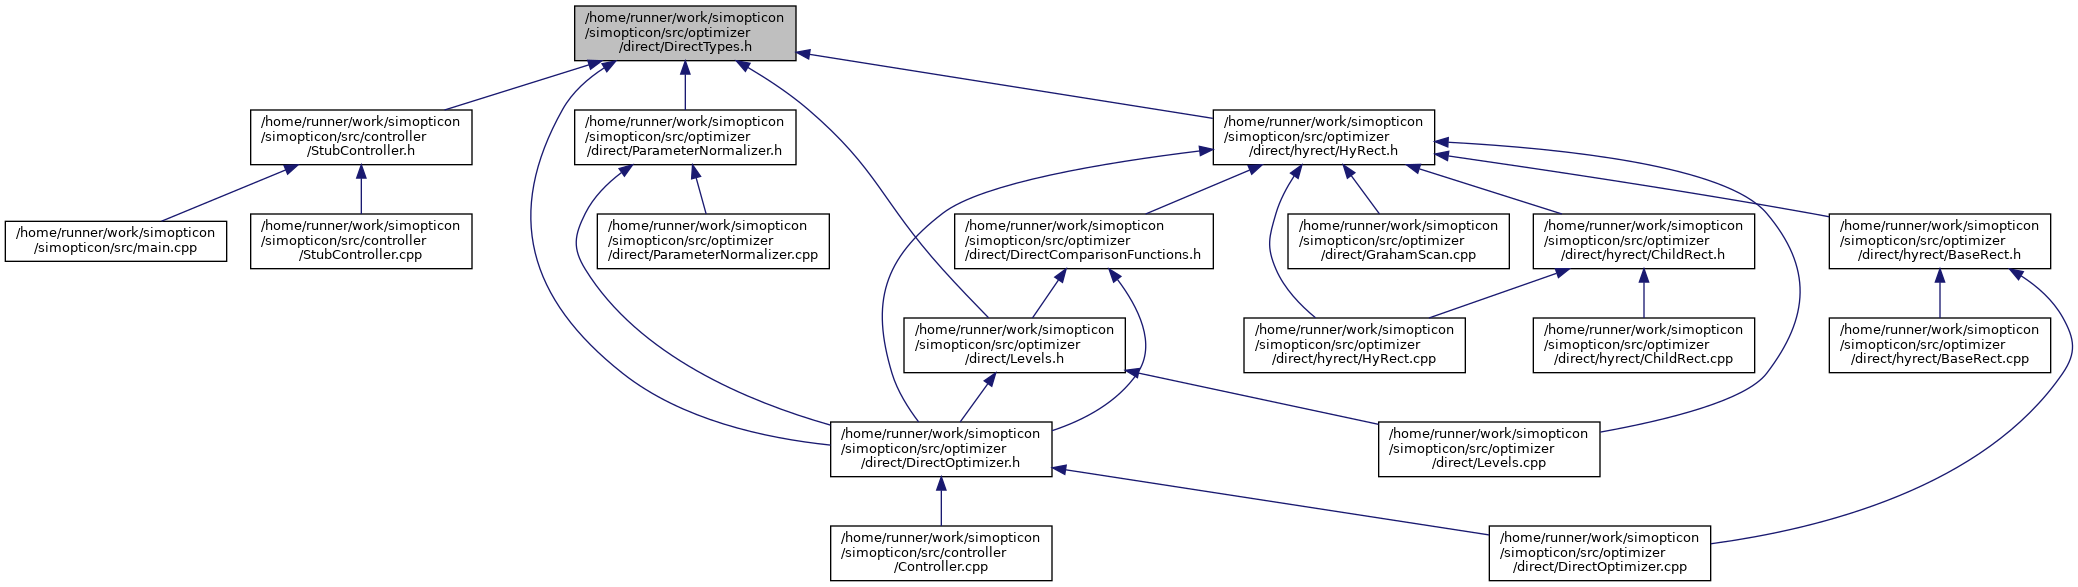 /home/runner/work/simopticon
/simopticon/src/optimizer
/direct/DirectTypes.h
/home/runner/work/simopticon
/simopticon/src/controller
/StubController.h
/home/runner/work/simopticon
/simopticon/src/optimizer
/direct/ParameterNormalizer.h
/home/runner/work/simopticon
/simopticon/src/optimizer
/direct/hyrect/HyRect.h
/home/runner/work/simopticon
/simopticon/src/main.cpp
/home/runner/work/simopticon
/simopticon/src/controller
/StubController.cpp
/home/runner/work/simopticon
/simopticon/src/optimizer
/direct/ParameterNormalizer.cpp
/home/runner/work/simopticon
/simopticon/src/optimizer
/direct/DirectComparisonFunctions.h
/home/runner/work/simopticon
/simopticon/src/optimizer
/direct/GrahamScan.cpp
/home/runner/work/simopticon
/simopticon/src/optimizer
/direct/hyrect/ChildRect.h
/home/runner/work/simopticon
/simopticon/src/optimizer
/direct/hyrect/BaseRect.h
/home/runner/work/simopticon
/simopticon/src/optimizer
/direct/Levels.h
/home/runner/work/simopticon
/simopticon/src/optimizer
/direct/hyrect/HyRect.cpp
/home/runner/work/simopticon
/simopticon/src/optimizer
/direct/hyrect/ChildRect.cpp
/home/runner/work/simopticon
/simopticon/src/optimizer
/direct/hyrect/BaseRect.cpp
/home/runner/work/simopticon
/simopticon/src/optimizer
/direct/DirectOptimizer.h
/home/runner/work/simopticon
/simopticon/src/optimizer
/direct/Levels.cpp
/home/runner/work/simopticon
/simopticon/src/controller
/Controller.cpp
/home/runner/work/simopticon
/simopticon/src/optimizer
/direct/DirectOptimizer.cpp